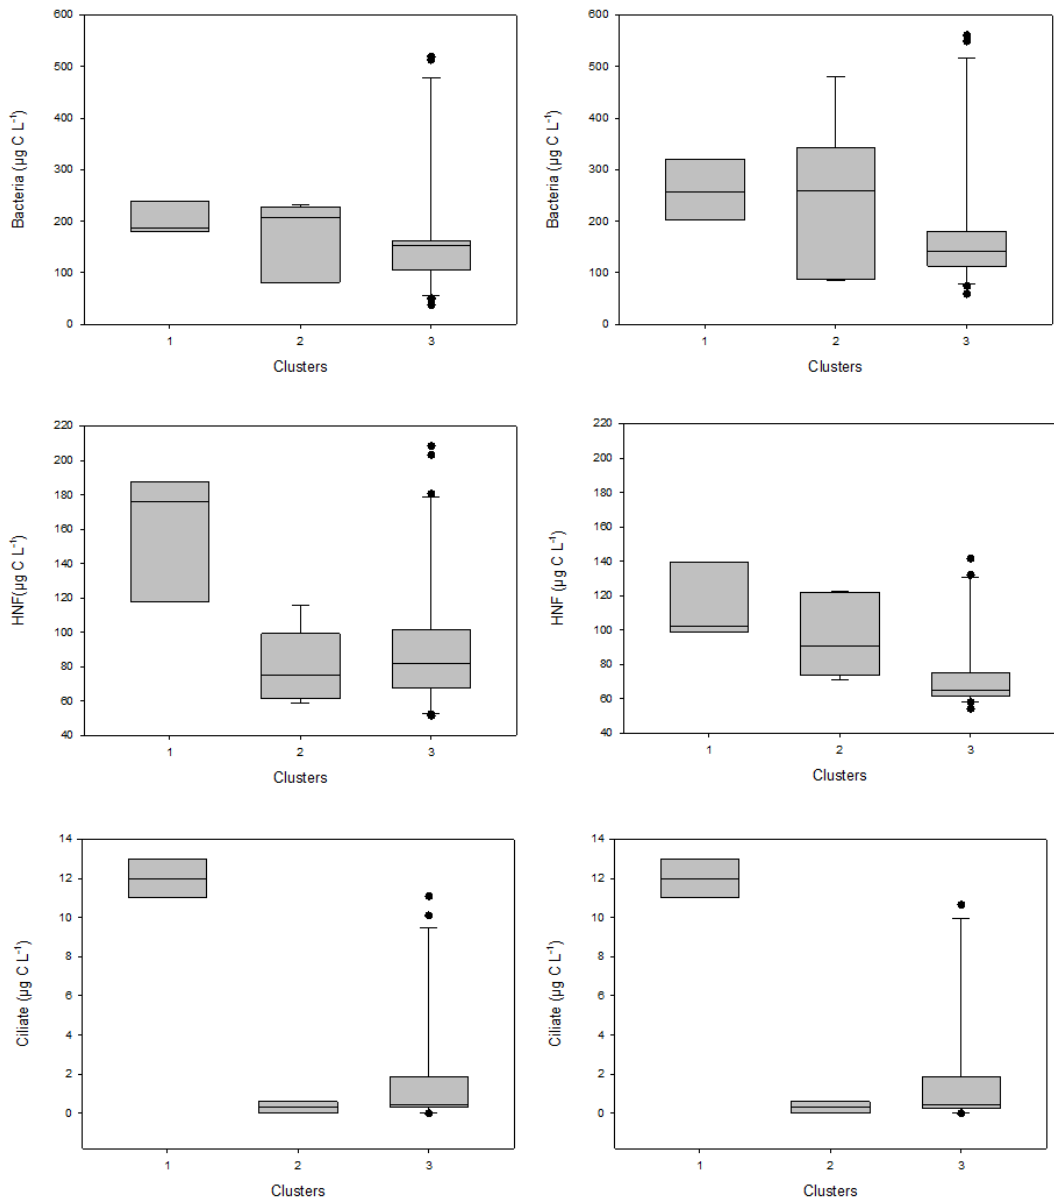 600
500
400
300
200
100
0
Bacteria (µg C L⁻¹)
1 2 3
Clusters
600
500
400
300
200
100
0
Bacteria (µg C L⁻¹)
1 2 3
Clusters
220
200
180
160
140
120
100
80
60
40
HNF(µg C L⁻¹)
1 2 3
Clusters
220
200
180
160
140
120
100
80
60
40
HNF (µg C L⁻¹)
1 2 3
Clusters
14
12
10
8
6
4
2
0
Ciliate (µg C L⁻¹)
1 2 3
Clusters
14
12
10
8
6
4
2
0
Ciliate (µg C L⁻¹)
1 2 3
Clusters